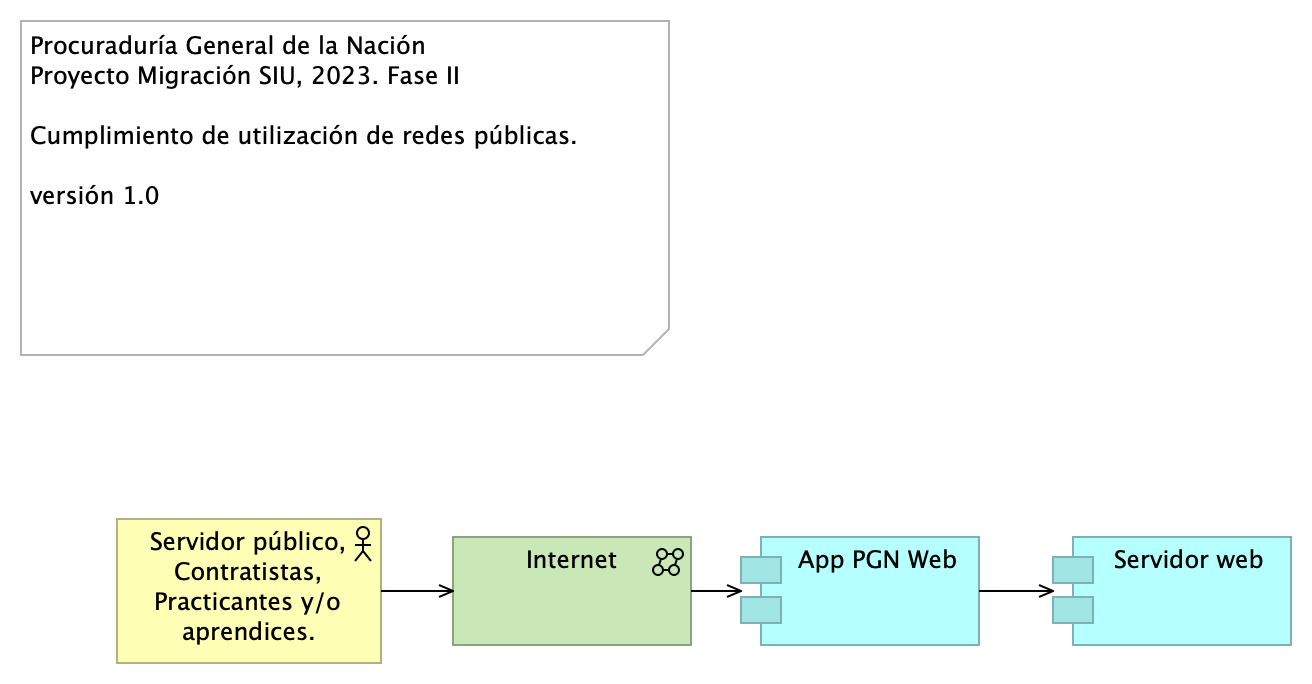 Procuraduría General de la Nación
Proyecto Migración SIU, 2023. Fase II
Cumplimiento de utilización de redes públicas.
versión 1.0
Servidor público,
Contratistas,
Practicantes y/o
aprendices.
Internet
App PGN Web
Servidor web